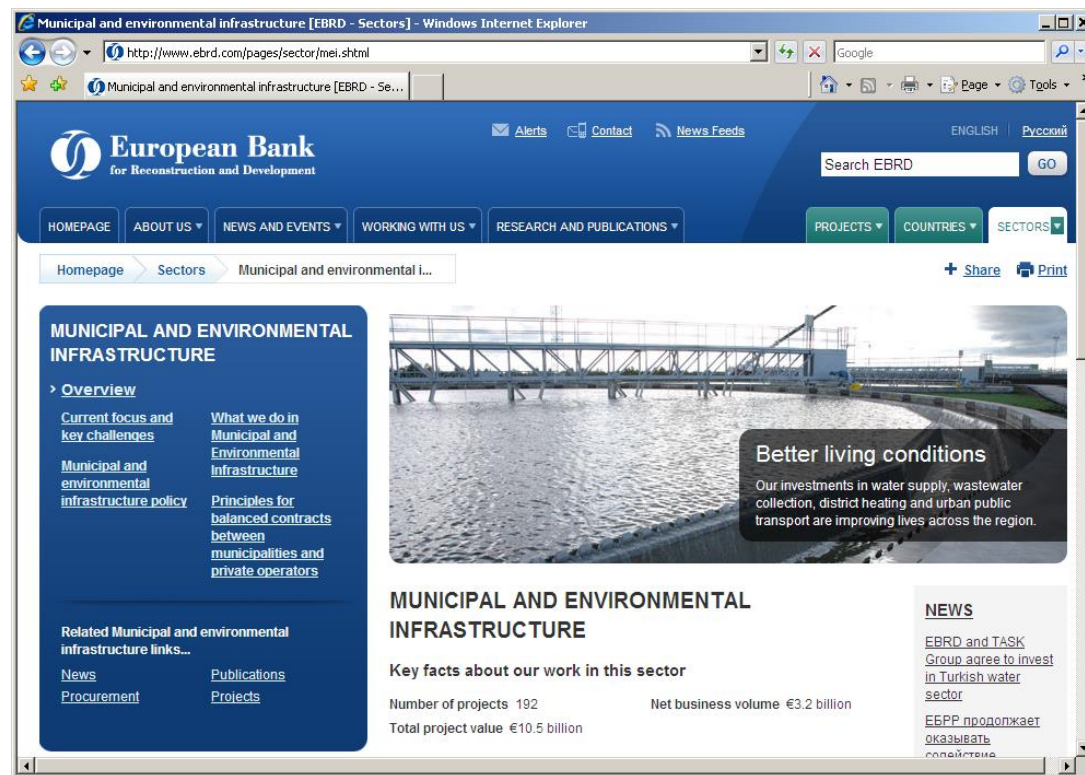 Municipal and environmental infrastructure [EBRD - Sectors] - Windows Internet Explorer
http://www.ebrd.com/pages/sector/mei.shtml
Google
Municipal and environmental infrastructure [EBRD - Se...
Page
Tools
European Bank
for Reconstruction and Development
Alerts
Contact
News Feeds
ENGLISH
Русский
Search EBRD
GO
HOMEPAGE
ABOUT US
NEWS AND EVENTS
WORKING WITH US
RESEARCH AND PUBLICATIONS
PROJECTS
COUNTRIES
SECTORS
Homepage
Sectors
Municipal and environmental i...
Share
Print
MUNICIPAL AND ENVIRONMENTAL
INFRASTRUCTURE
Overview
Current focus and
key challenges
Municipal and
environmental
infrastructure policy
What we do in
Municipal and
Environmental
Infrastructure
Principles for
balanced contracts
between
municipalities and
private operators
Related Municipal and environmental
infrastructure links...
News
Publications
Procurement
Projects
Better living conditions
Our investments in water supply, wastewater
collection, district heating and urban public
transport are improving lives across the region.
MUNICIPAL AND ENVIRONMENTAL
INFRASTRUCTURE
Key facts about our work in this sector
Number of projects 192
Net business volume €3.2 billion
Total project value €10.5 billion
NEWS
EBRD and TASK
Group agree to invest
in Turkish water
sector
ЕБРР продолжает
оказывать
содействие